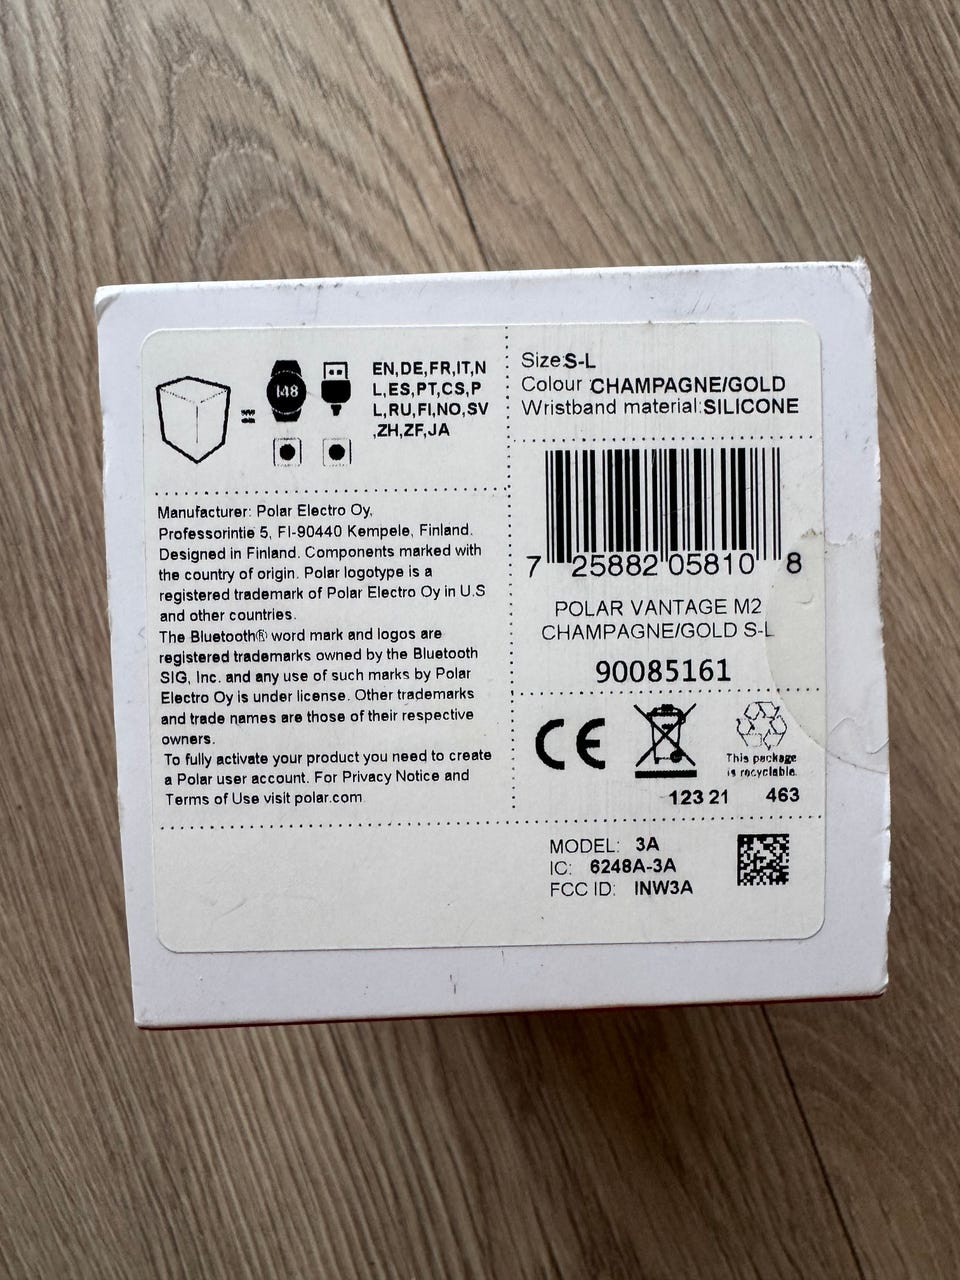 148
EN,DE,FR,IT,N
L,ES,PT,CS,P
L,RU,FI,NO,SV
,ZH,ZF,JA
Manufacturer: Polar Electro Oy,
Professorintie 5, FI-90440 Kempele, Finland.
Designed in Finland. Components marked with
the country of origin. Polar logotype is a
registered trademark of Polar Electro Oy in U.S
and other countries.
The Bluetooth® word mark and logos are
registered trademarks owned by the Bluetooth
SIG, Inc. and any use of such marks by Polar
Electro Oy is under license. Other trademarks
and trade names are those of their respective
owners.
To fully activate your product you need to create
a Polar user account. For Privacy Notice and
Terms of Use visit polar.com
Size:S-L
Colour :CHAMPAGNE/GOLD
Wristband material:SILICONE
7 25882 05810 8
POLAR VANTAGE M2
CHAMPAGNE/GOLD S-L
90085161
CE
This package
is recyclable.
123 21 463
MODEL: 3A
IC: 6248A-3A
FCC ID: INW3A